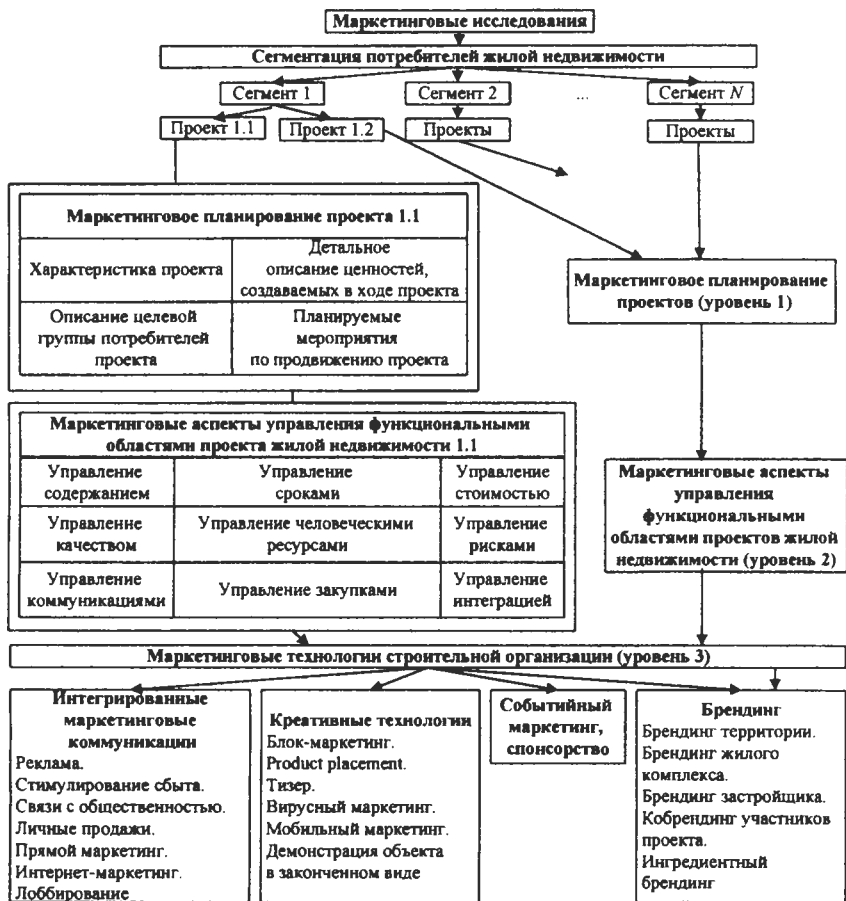 Маркетинговые исследования
Сегментация потребителей жилой недвижимости
Сегмент 1
Сегмент 2
...
Сегмент N
Проект 1.1
Проект 1.2
Проекты
Проекты
Маркетинговое планирование проекта 1.1
Характеристика проекта
Детальное
описание ценностей,
создаваемых в ходе проекта
Описание целевой
группы потребителей
проекта
Планируемые
мероприятия
по продвижению проекта
Маркетинговое планирование
проектов (уровень 1)
Маркетинговые аспекты управления функциональными
областями проекта жилой недвижимости 1.1
Управление
содержанием
Управление
сроками
Управление
стоимостью
Управление
качеством
Управление человеческими
ресурсами
Управление
рисками
Управление
коммуникациями
Управление закупками
Управление
интеграцией
Маркетинговые аспекты
управления
функциональными
областями проектов жилой
недвижимости (уровень 2)
Маркетинговые технологии строительной организации (уровень 3)
Интегрированные
маркетинговые
коммуникации
Реклама.
Стимулирование сбыта.
Связи с общественностью.
Личные продажи.
Прямой маркетинг.
Интернет-маркетинг.
Лоббирование
Креативные технологии
Блок-маркетинг.
Product placement.
Тизер.
Вирусный маркетинг.
Мобильный маркетинг.
Демонстрация объекта
в законченном виде
Событийный
маркетинг,
спонсорство
Брендинг
Брендинг территории.
Брендинг жилого
комплекса.
Брендинг застройщика.
Кобрендинг участников
проекта.
Ингредиентный
брендинг